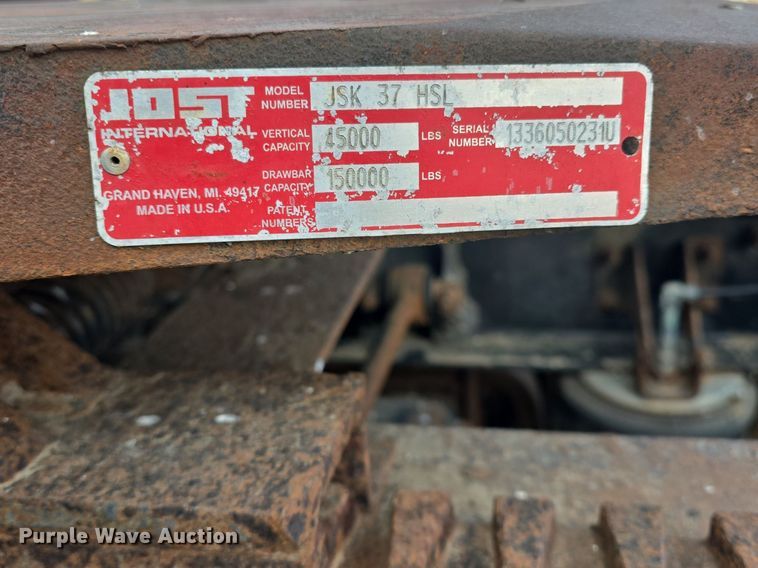 JOST
INTERNATIONAL
MODEL NUMBER JSK 37 HSL
VERTICAL CAPACITY 45000 LBS SERIAL NUMBER 1336050231U
DRAWBAR CAPACITY 150000 LBS.
PATENT NUMBERS
GRAND HAVEN, MI. 49417
MADE IN U.S.A.
Purple Wave Auction